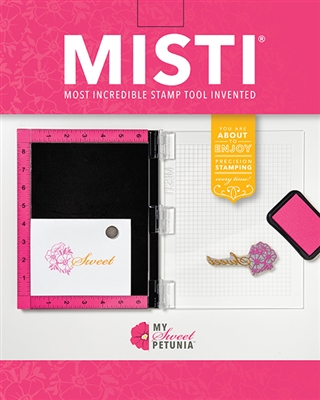 MISTI®
MOST INCREDIBLE STAMP TOOL INVENTED
YOU ARE
ABOUT
TO
ENJOY
PRECISION
STAMPING
every time!
MISTI
Sweet
MY
Sweet
PETUNIA